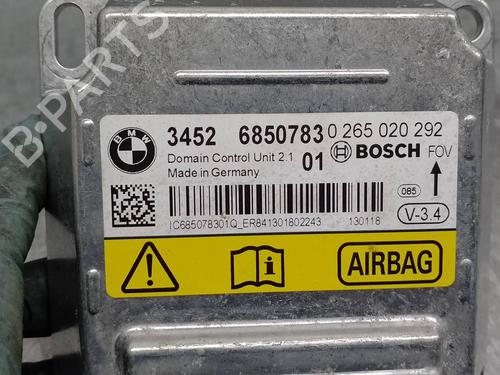 B-PARTS
BMW
3452 6850783 0 265 020 292
Domain Control Unit 2.1 01 BOSCH FOV
Made in Germany
085
IC685078301Q_ER841301802243 130118
V-3.4
AIRBAG